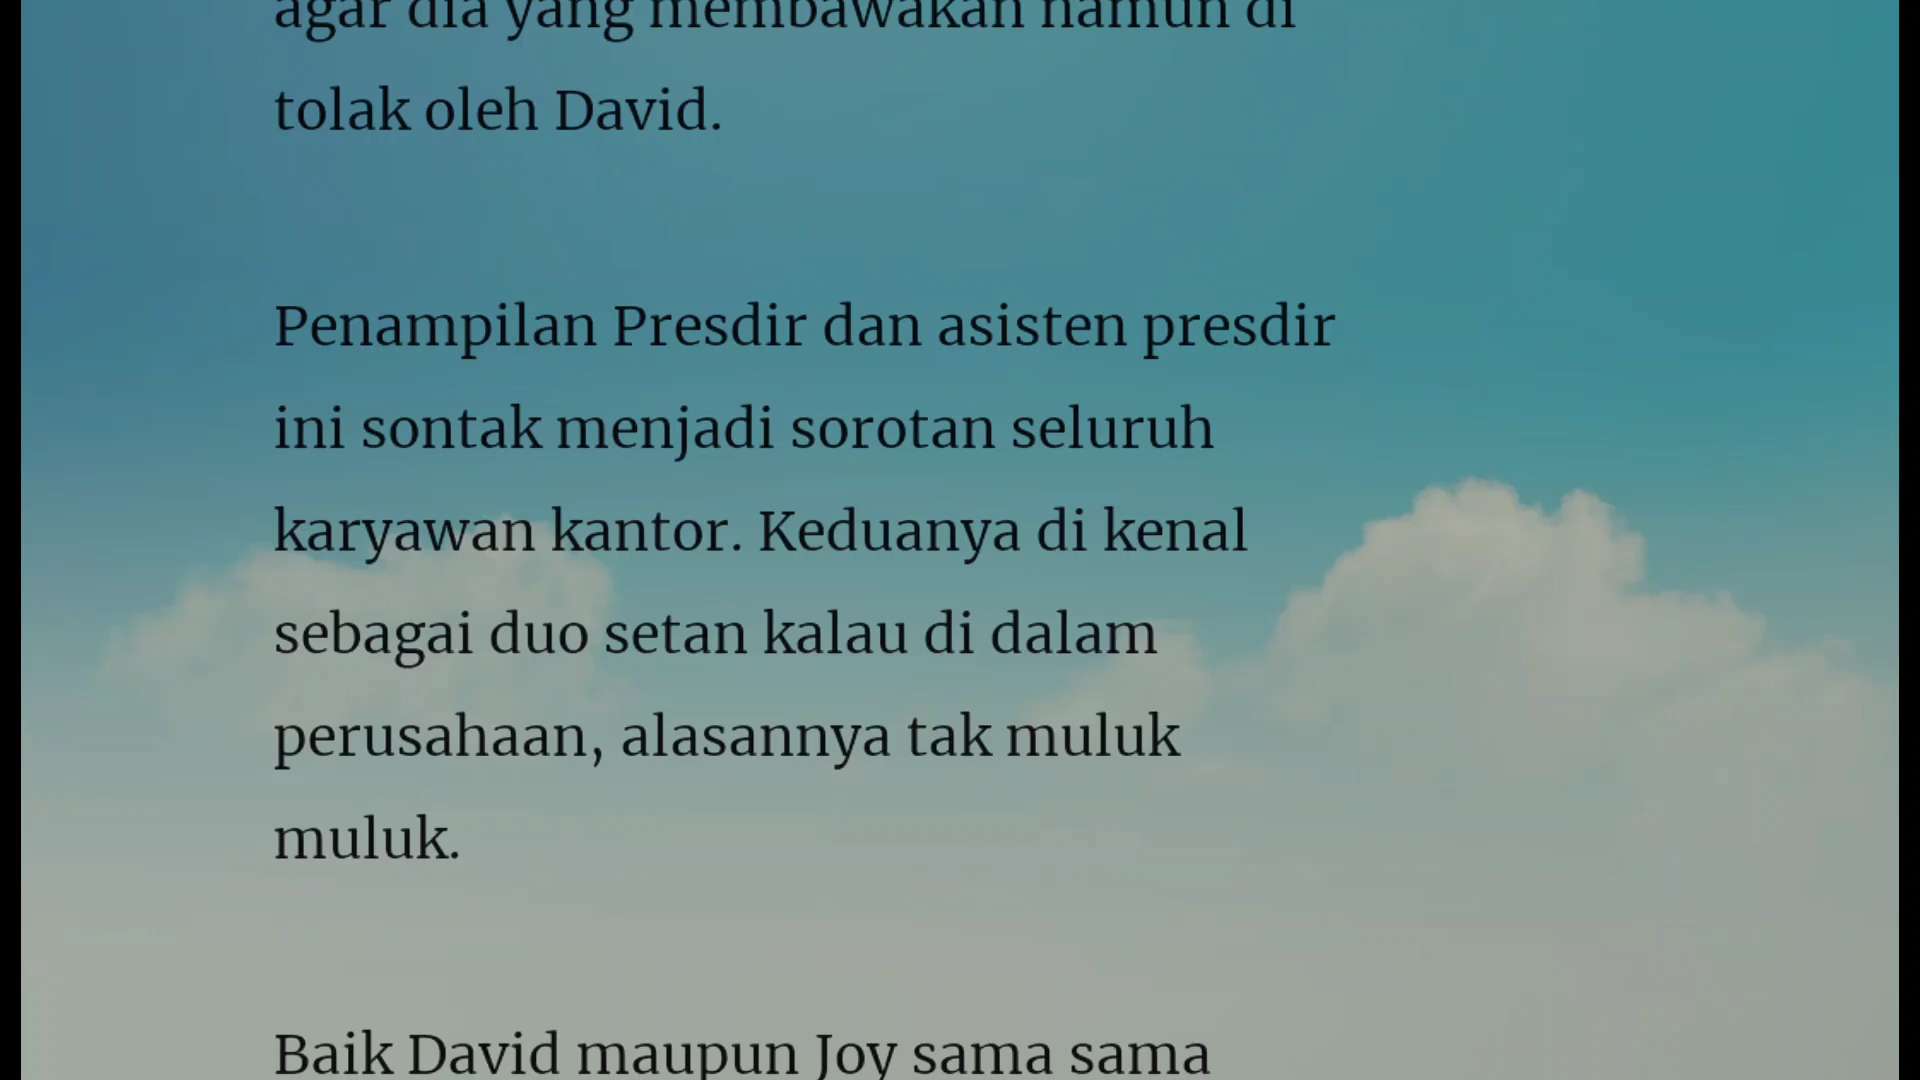 agar dia yang membawakan namun di
tolak oleh David.
Penampilan Presdir dan asisten presdir
ini sontak menjadi sorotan seluruh
karyawan kantor. Keduanya di kenal
sebagai duo setan kalau di dalam
perusahaan, alasannya tak muluk
muluk.
Baik David maupun Joy sama sama